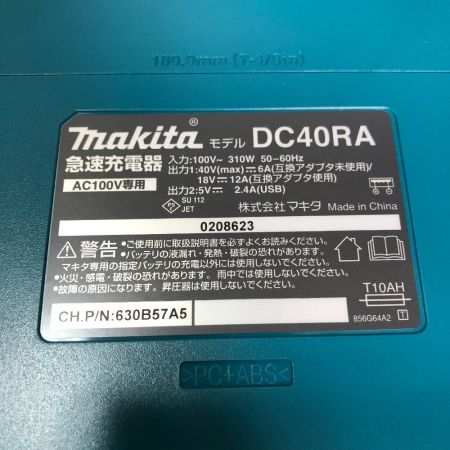 180.0mm (7-1/8in)
makita® モデル DC40RA
急速充電器 入力:100V~ 310W 50-60Hz
出力1:40V(max)⎓6A(互換アダプタ未使用)/
AC100V専用 18V⎓12A(互換アダプタ使用)
出力2:5V⎓ 2.4A(USB)
PS E SU 112
JET 株式会社 マキタ Made in China
0208623
警告 •ご使用前に取扱説明書を必ずよくお読みください。
•バッテリの液漏れ・発熱・破裂の恐れがあります。
マキタ専用の指定バッテリの充電以外には使用しないでください。
•火災・感電・破裂の恐れがあります。 雨中では使用しないでください。
•故障の原因になります。 昇圧器は使用しないでください。
T10AH
CH.P/N:630B57A5 856G64A2 T
>PC+ABS<